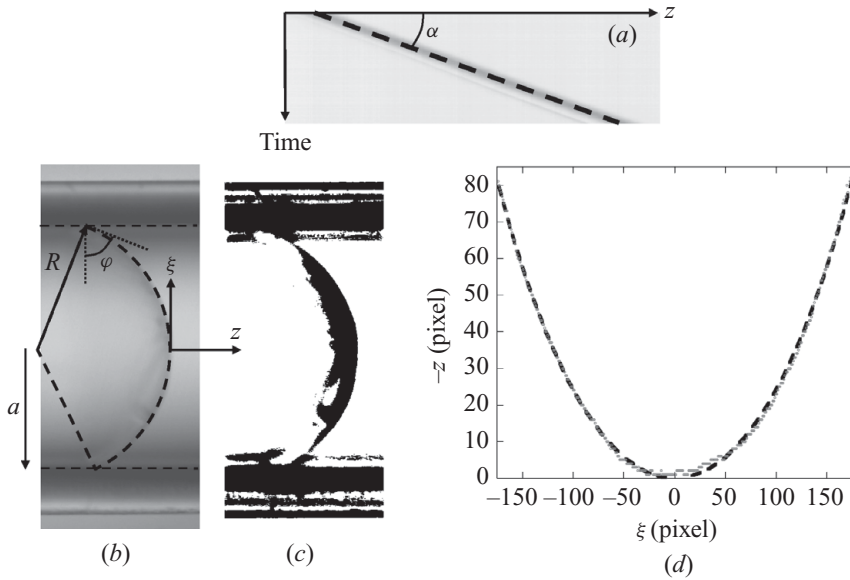 z
α
(a)
Time
R
φ
ξ
z
a
(b)
(c)
80
70
60
50
40
30
20
10
0
–z (pixel)
–150 –100 –50 0 50 100 150
ξ (pixel)
(d)